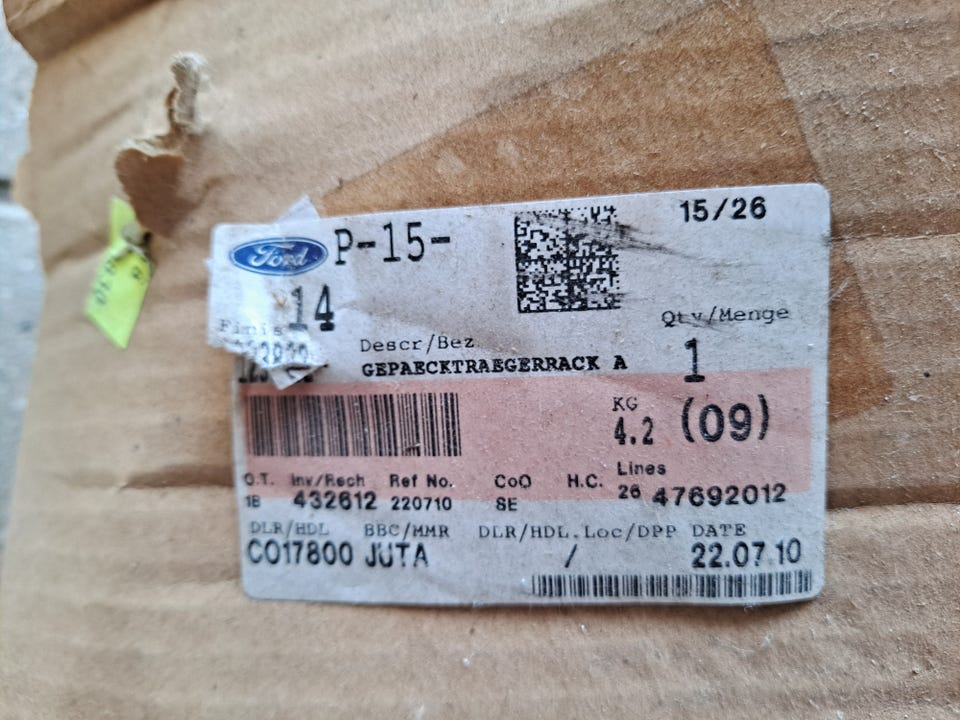 15/26
Ford P-15-
14
Finis
Qty/Menge
Descr/Bez
1
GEPAECKTRAEGERRACK A
KG
4.2 (09)
O.T. Inv/Rech Ref No. CoO H.C. Lines
1B 432612 220710 SE 26 47692012
DLR/HDL BBC/MMR DLR/HDL.Loc/DPP DATE
CO17800 JUTA / 22.07.10